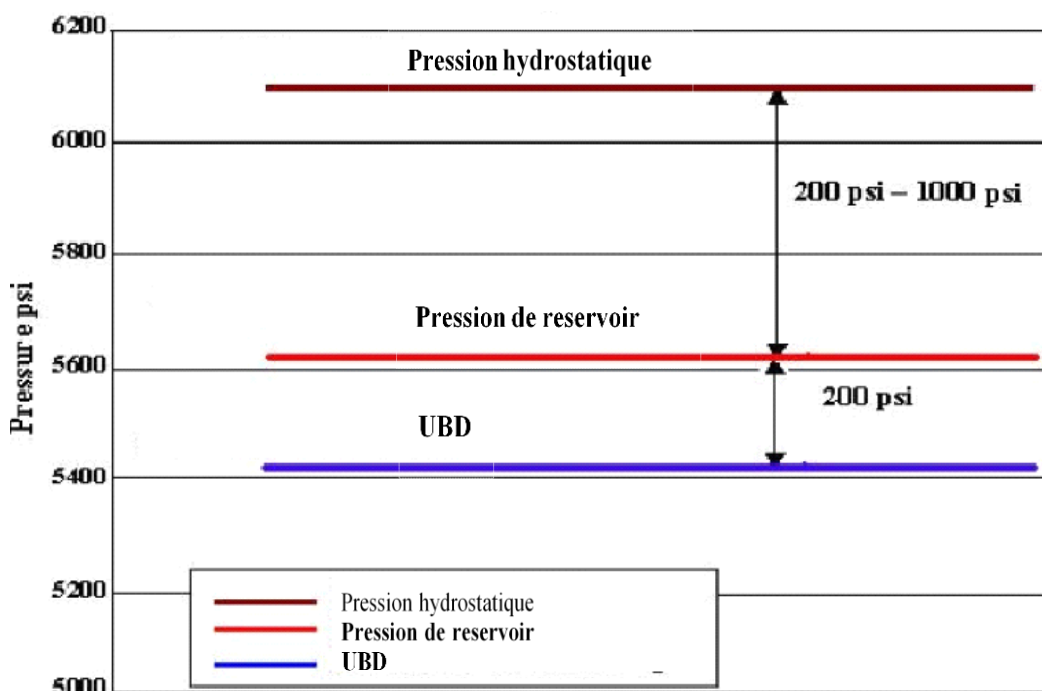 6200
Pression hydrostatique
6000
200 psi – 1000 psi
5800
Pression de reservoir
5600
200 psi
UBD
5400
5200
5000
Pressure psi
Pression hydrostatique
Pression de reservoir
UBD